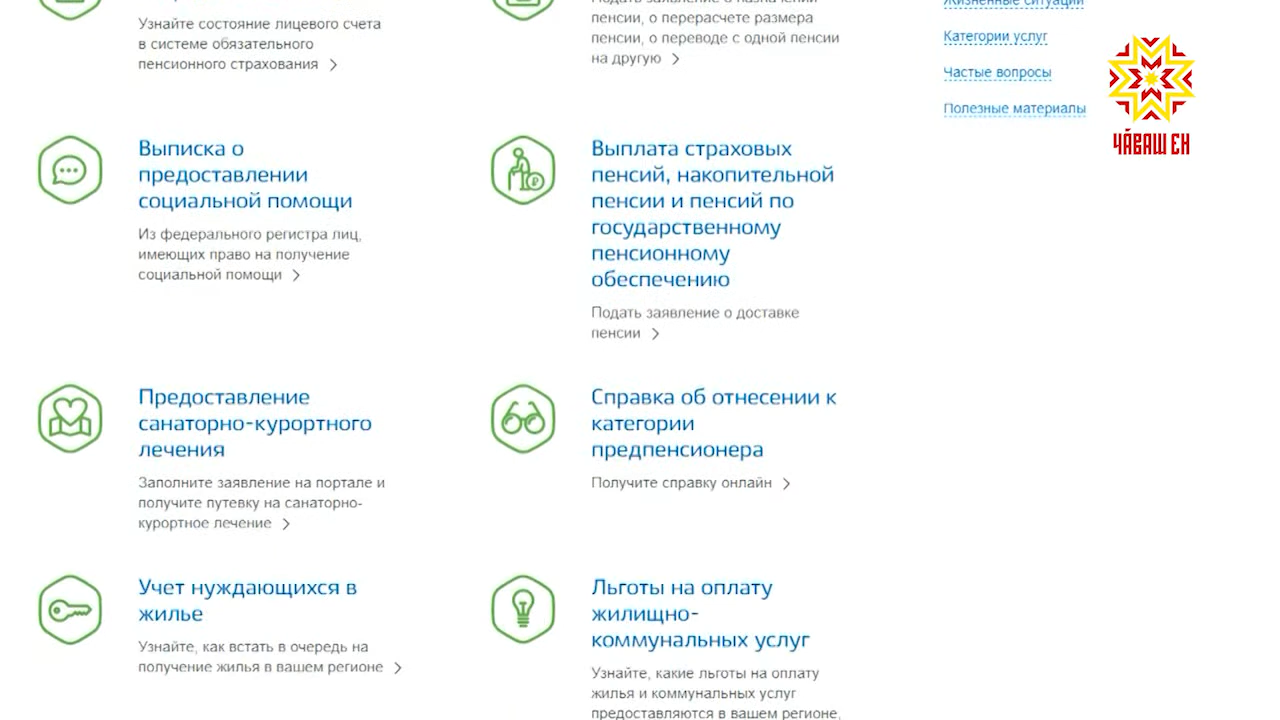 Узнайте состояние лицевого счета
в системе обязательного
пенсионного страхования
пенсии, о перерасчете размера
пенсии, о переводе с одной пенсии
на другую
Жизненные ситуации
Категории услуг
Частые вопросы
Полезные материалы
ЧӐВАШ ЕН
Выписка о
предоставлении
социальной помощи
Из федерального регистра лиц,
имеющих право на получение
социальной помощи
Выплата страховых
пенсий, накопительной
пенсии и пенсий по
государственному
пенсионному
обеспечению
Подать заявление о доставке
пенсии
Предоставление
санаторно-курортного
лечения
Заполните заявление на портале и
получите путевку на санаторно-
курортное лечение
Справка об отнесении к
категории
предпенсионера
Получите справку онлайн
Учет нуждающихся в
жилье
Узнайте, как встать в очередь на
получение жилья в вашем регионе
Льготы на оплату
жилищно-
коммунальных услуг
Узнайте, какие льготы на оплату
жилья и коммунальных услуг
предоставляются в вашем регионе,